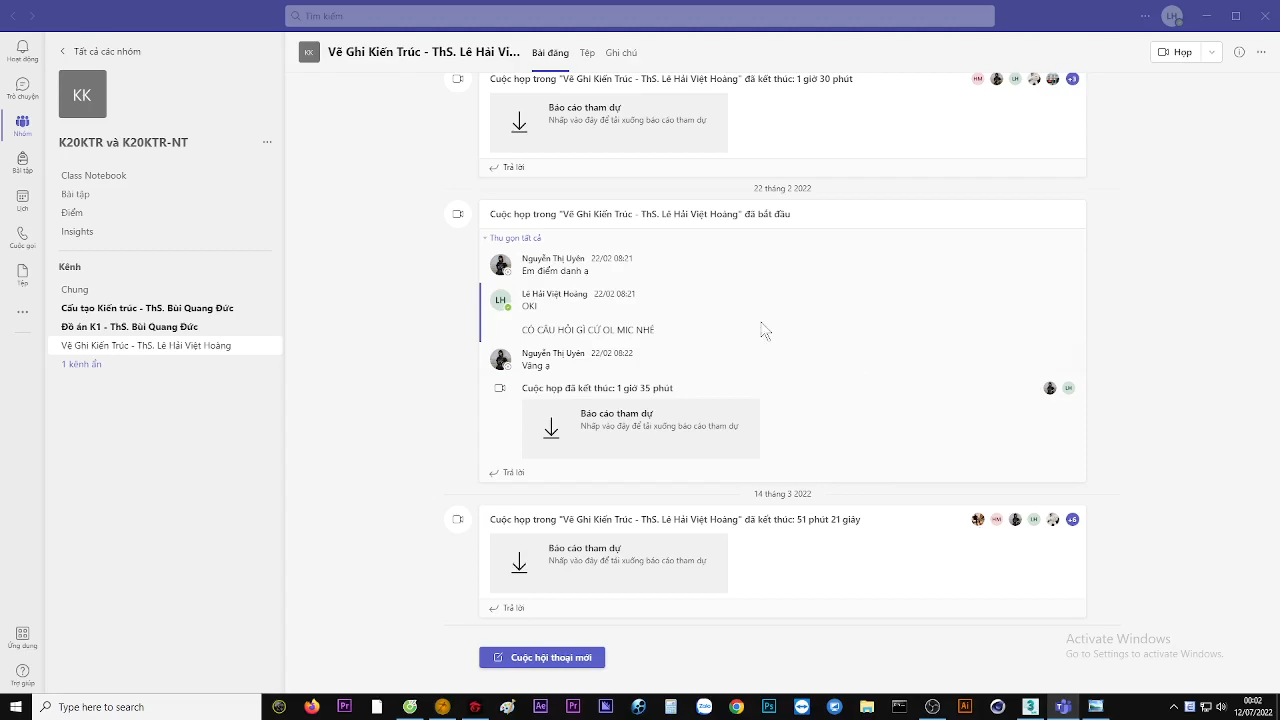 Tìm kiếm
LH
Hoạt động
Trò chuyện
Nhóm
Bài tập
Lịch
Cuộc gọi
Tệp
Ứng dụng
Trợ giúp
Tất cả các nhóm
KK
K20KTR và K20KTR-NT
Class Notebook
Bài tập
Điểm
Insights
Kênh
Chung
Cấu tạo Kiến trúc - ThS. Bùi Quang Đức
Đồ án K1 - ThS. Bùi Quang Đức
Vẽ Ghi Kiến Trúc - ThS. Lê Hải Việt Hoàng
1 kênh ẩn
KK Vẽ Ghi Kiến Trúc - ThS. Lê Hải Vi... Bài đăng Tệp Ghi chú
Họp
Cuộc họp trong "Vẽ Ghi Kiến Trúc - ThS. Lê Hải Việt Hoàng" đã kết thúc: 1 giờ 30 phút
HM LH +3
Báo cáo tham dự
Nhấp vào đây để tải xuống báo cáo tham dự
Trả lời
22 tháng 2 2022
Cuộc họp trong "Vẽ Ghi Kiến Trúc - ThS. Lê Hải Việt Hoàng" đã bắt đầu
Thu gọn tất cả
Nguyễn Thị Uyên 22/02 08:21
Em điểm danh ạ
LH Lê Hải Việt Hoàng 22/02 08:21
OKI
CÓ CÂU HỎI GÌ CỨ OL MIC NHÉ
Nguyễn Thị Uyên 22/02 08:22
Vâng ạ
Cuộc họp đã kết thúc: 1 giờ 35 phút
LH
Báo cáo tham dự
Nhấp vào đây để tải xuống báo cáo tham dự
Trả lời
14 tháng 3 2022
Cuộc họp trong "Vẽ Ghi Kiến Trúc - ThS. Lê Hải Việt Hoàng" đã kết thúc: 51 phút 21 giây
HM LH +6
Báo cáo tham dự
Nhấp vào đây để tải xuống báo cáo tham dự
Trả lời
Cuộc hội thoại mới
Activate Windows
Go to Settings to activate Windows.
Type here to search
Pr Ae Pr Zalo Ps Ai 3
00:02
12/07/2022